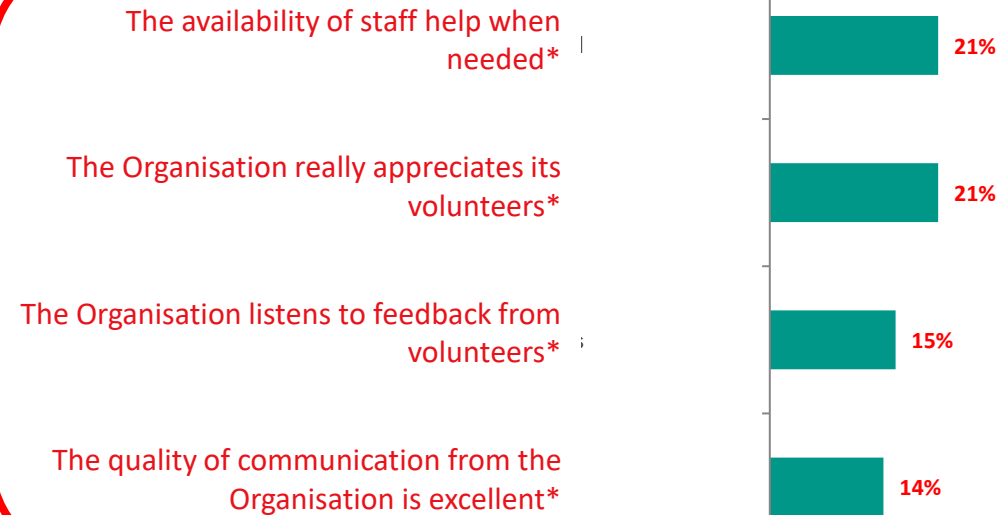 The availability of staff help when
needed*
21%
The Organisation really appreciates its
volunteers*
21%
The Organisation listens to feedback from
volunteers*
15%
The quality of communication from the
Organisation is excellent*
14%